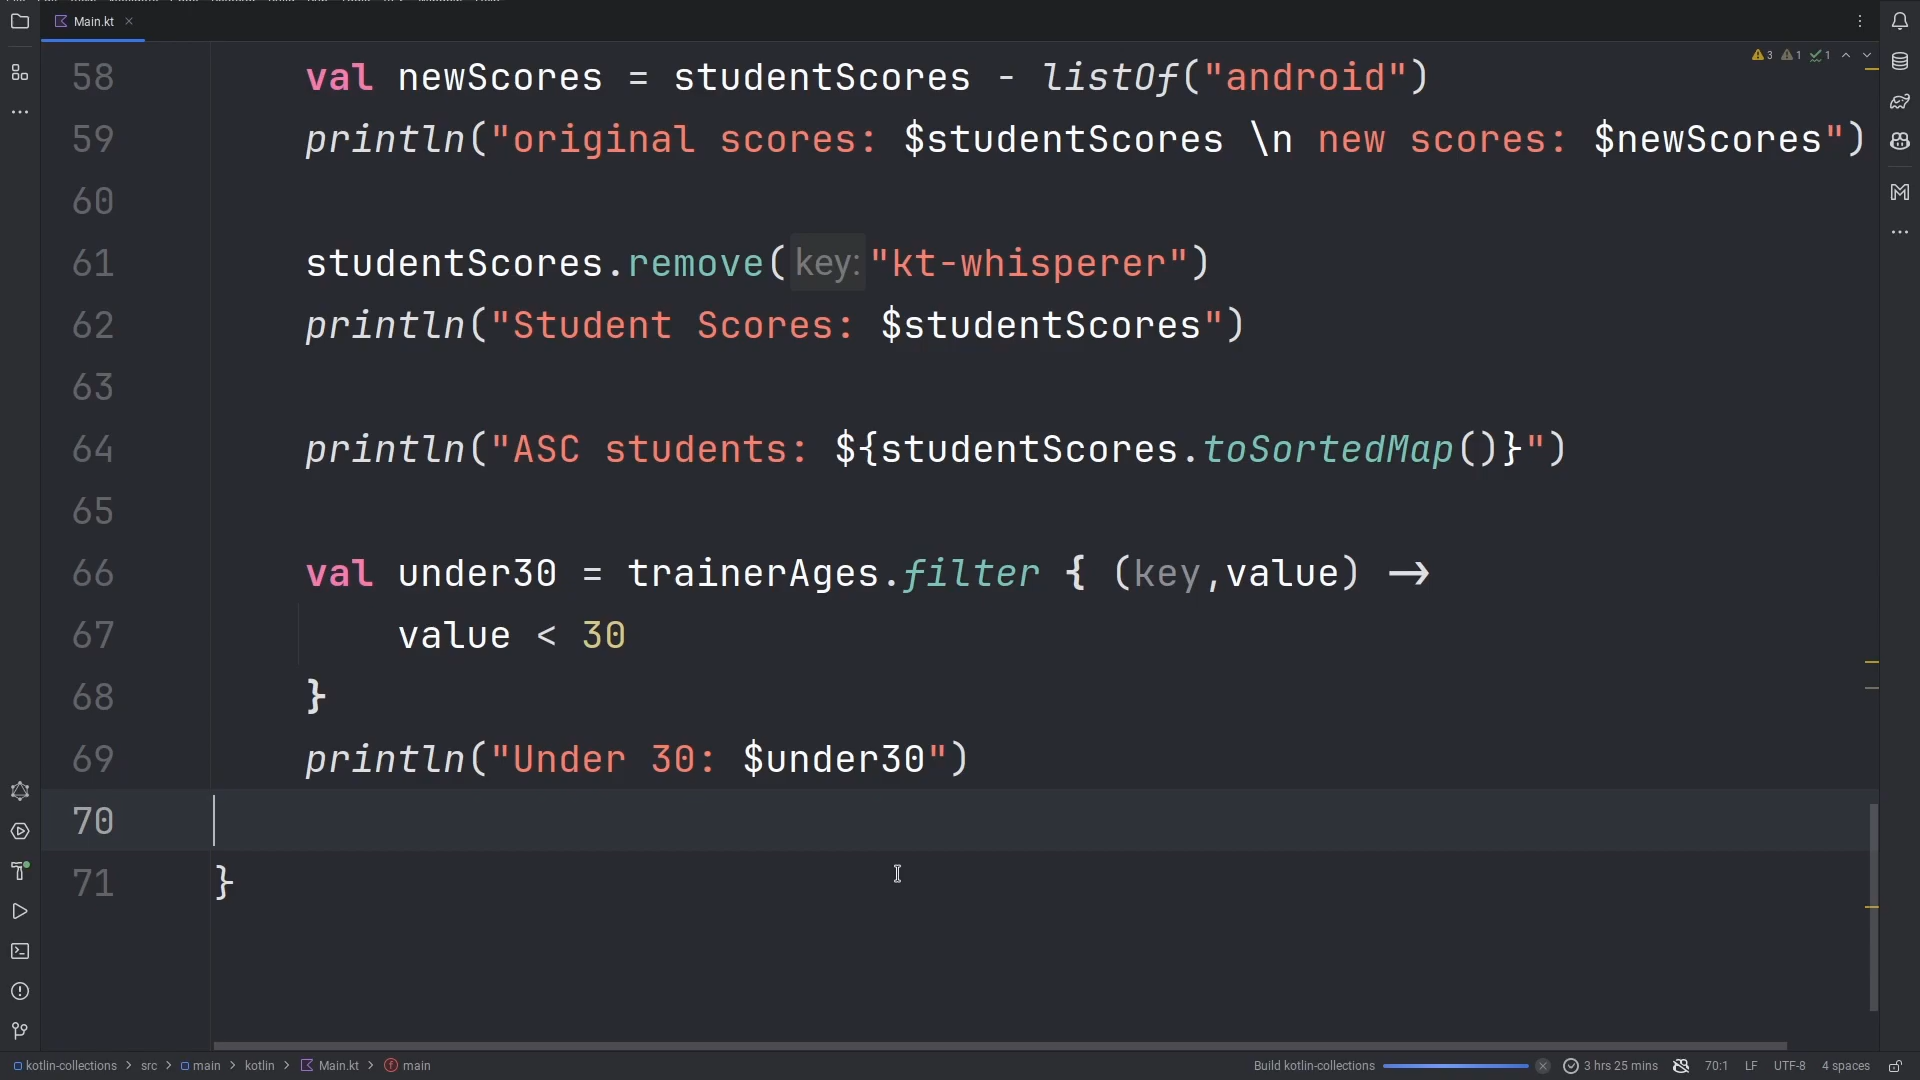 Main.kt
3 1 1
58 val newScores = studentScores - listOf("android")
59 println("original scores: $studentScores \n new scores: $newScores")
60
61 studentScores.remove(key:"kt-whisperer")
62 println("Student Scores: $studentScores")
63
64 println("ASC students: ${studentScores.toSortedMap()}")
65
66 val under30 = trainerAges.filter { (key,value) ->
67 value < 30
68 }
69 println("Under 30: $under30")
70
71 }
kotlin-collections > src > main > kotlin > Main.kt > main Build kotlin-collections 3 hrs 25 mins 70:1 LF UTF-8 4 spaces